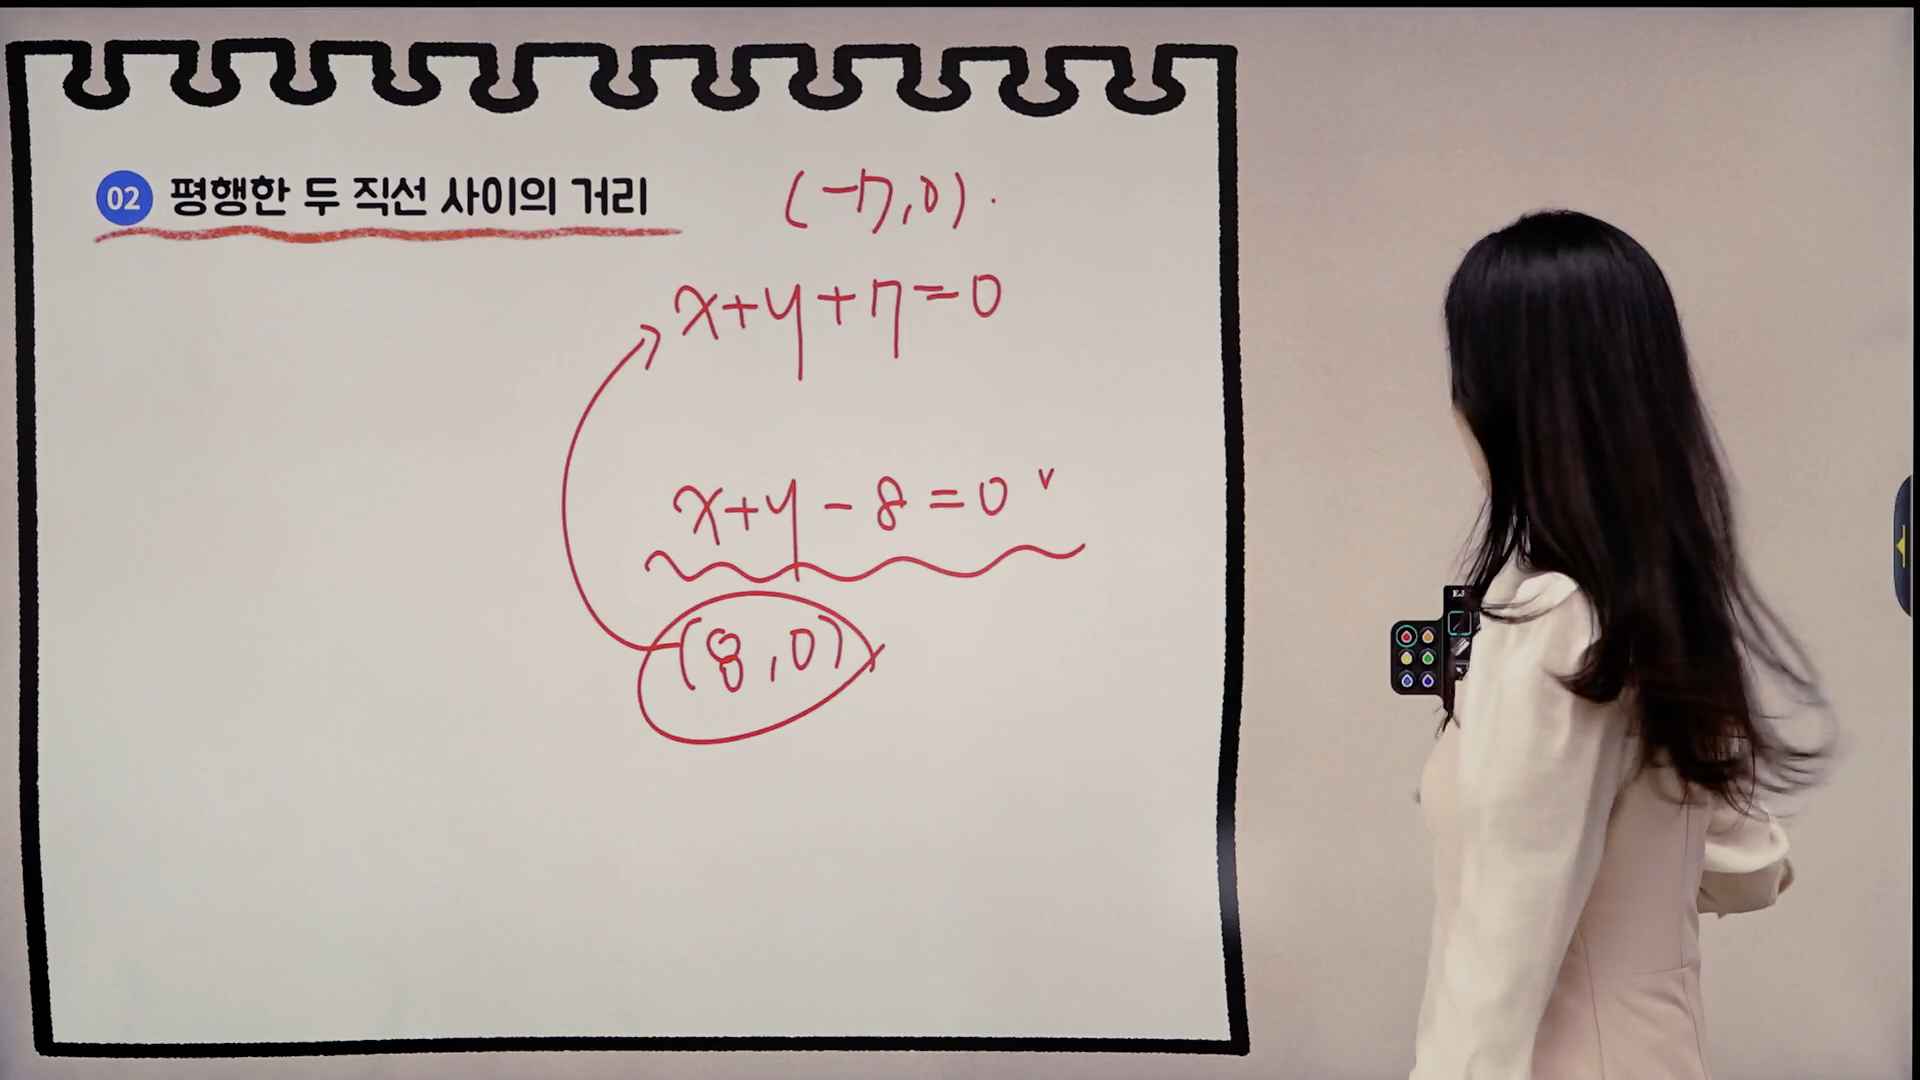 02 평행한 두 직선 사이의 거리
(-7,0).
x+y+7=0
x+y-8=0 v
(8,0)
EJ